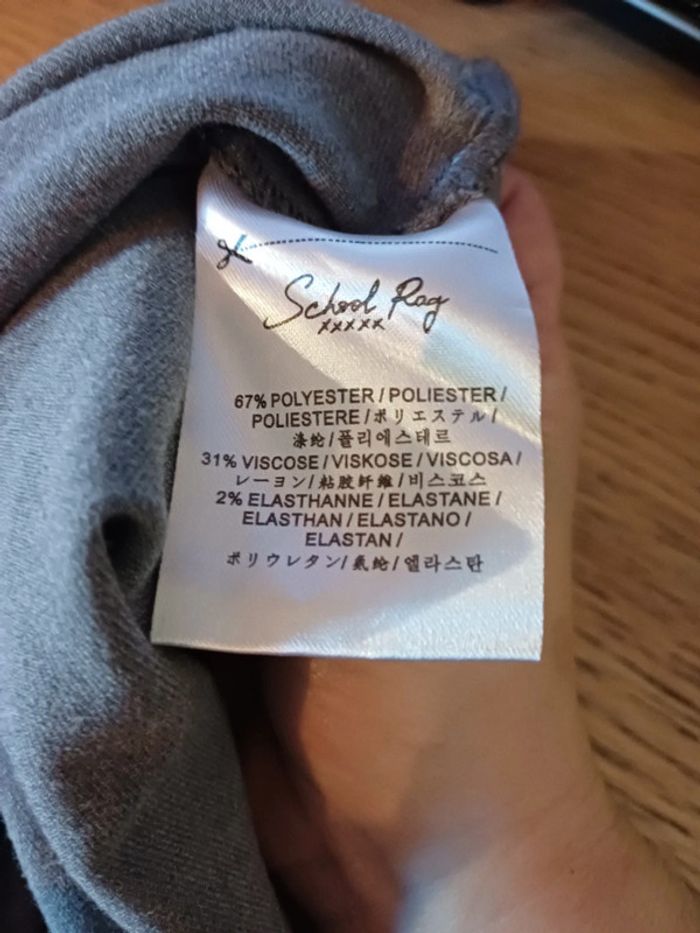 School Rag
xxxxx
67% POLYESTER / POLIESTER /
POLIESTERE / ポリエステル /
涤纶 / 폴리에스테르
31% VISCOSE / VISKOSE / VISCOSA /
レーヨン / 粘胶纤维 / 비스코스
2% ELASTHANNE / ELASTANE /
ELASTHAN / ELASTANO /
ELASTAN /
ポリウレタン / 氨纶 / 엘라스탄